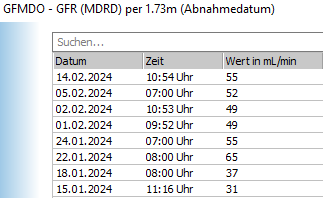 GFMDO - GFR (MDRD) per 1.73m (Abnahmedatum)
Suchen...
Datum Zeit Wert in mL/min
14.02.2024 10:54 Uhr 55
05.02.2024 07:00 Uhr 52
02.02.2024 10:53 Uhr 49
01.02.2024 09:52 Uhr 49
24.01.2024 07:00 Uhr 55
22.01.2024 08:00 Uhr 65
18.01.2024 08:00 Uhr 37
15.01.2024 11:16 Uhr 31